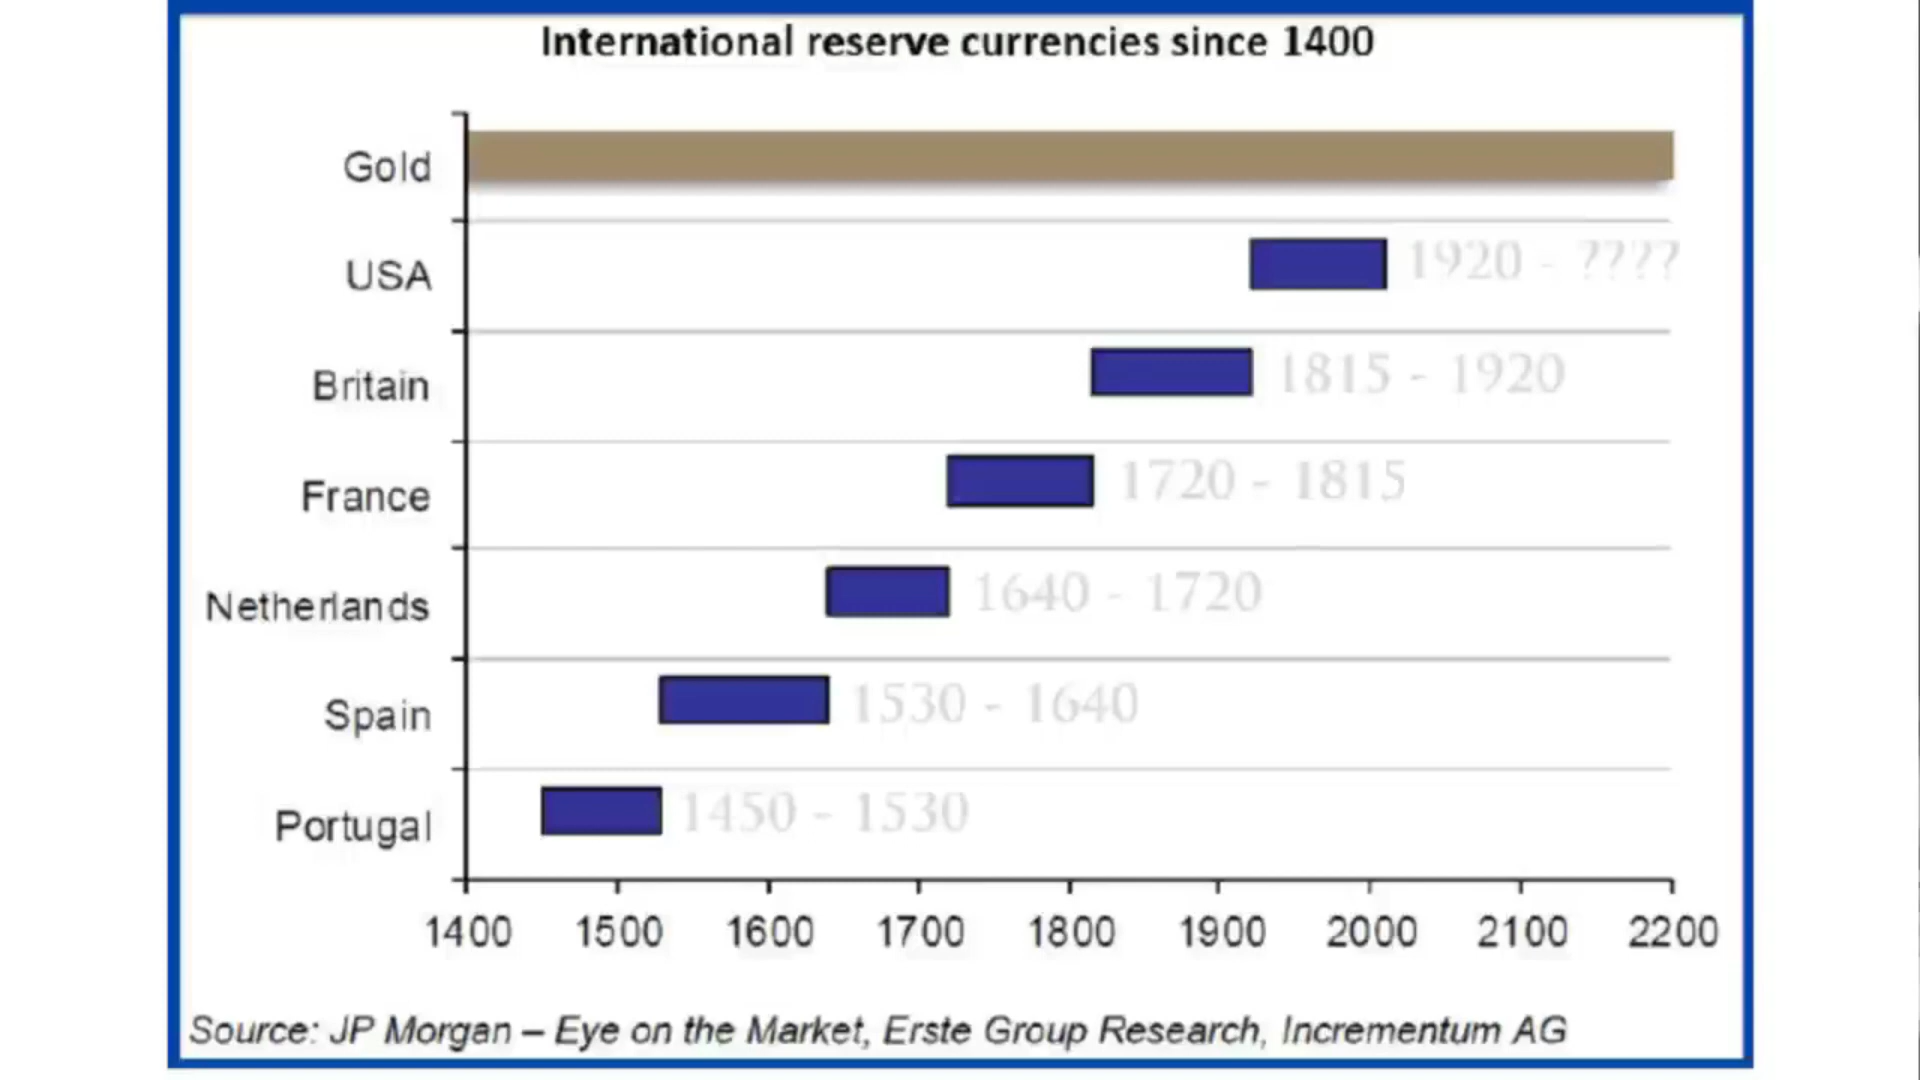 International reserve currencies since 1400
Gold
USA 1920 - ????
Britain 1815 - 1920
France 1720 - 1815
Netherlands 1640 - 1720
Spain 1530 - 1640
Portugal 1450 - 1530
1400 1500 1600 1700 1800 1900 2000 2100 2200
Source: JP Morgan – Eye on the Market, Erste Group Research, Incrementum AG